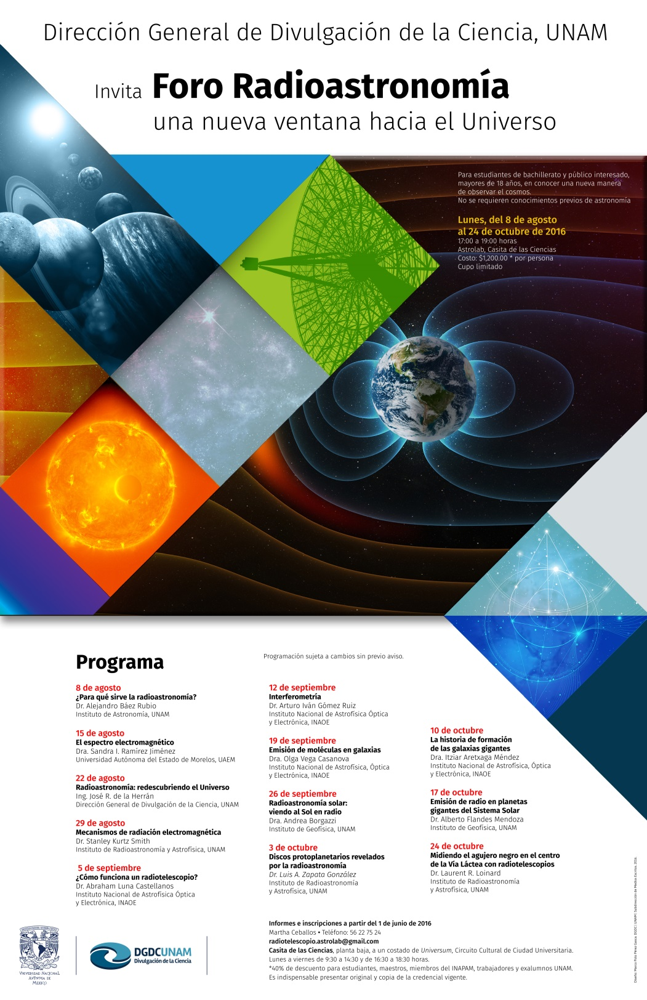 Dirección General de Divulgación de la Ciencia, UNAM
Invita Foro Radioastronomía
una nueva ventana hacia el Universo
Para estudiantes de bachillerato y público interesado,
mayores de 18 años, en conocer una nueva manera
de observar el cosmos.
No se requieren conocimientos previos de astronomía
Lunes, del 8 de agosto
al 24 de octubre de 2016
17:00 a 19:00 horas
Astrolab, Casita de las Ciencias
Costo: $1,200.00 * por persona
Cupo limitado
Programa
Programación sujeta a cambios sin previo aviso.
8 de agosto
¿Para qué sirve la radioastronomía?
Dr. Alejandro Báez Rubio
Instituto de Astronomía, UNAM
15 de agosto
El espectro electromagnético
Dra. Sandra I. Ramírez Jiménez
Universidad Autónoma del Estado de Morelos, UAEM
22 de agosto
Radioastronomía: redescubriendo el Universo
Ing. José R. de la Herrán
Dirección General de Divulgación de la Ciencia, UNAM
29 de agosto
Mecanismos de radiación electromagnética
Dr. Stanley Kurtz Smith
Instituto de Radioastronomía y Astrofísica, UNAM
5 de septiembre
¿Cómo funciona un radiotelescopio?
Dr. Abraham Luna Castellanos
Instituto Nacional de Astrofísica Óptica
y Electrónica, INAOE
12 de septiembre
Interferometría
Dr. Arturo Iván Gómez Ruiz
Instituto Nacional de Astrofísica Óptica
y Electrónica, INAOE
19 de septiembre
Emisión de moléculas en galaxias
Dra. Olga Vega Casanova
Instituto Nacional de Astrofísica, Óptica
y Electrónica, INAOE
26 de septiembre
Radioastronomía solar:
viendo al Sol en radio
Dra. Andrea Borgazzi
Instituto de Geofísica, UNAM
3 de octubre
Discos protoplanetarios revelados
por la radioastronomía
Dr. Luis A. Zapata González
Instituto de Radioastronomía
y Astrofísica, UNAM
10 de octubre
La historia de formación
de las galaxias gigantes
Dra. Itziar Aretxaga Méndez
Instituto Nacional de Astrofísica, Óptica
y Electrónica, INAOE
17 de octubre
Emisión de radio en planetas
gigantes del Sistema Solar
Dr. Alberto Flandes Mendoza
Instituto de Geofísica, UNAM
24 de octubre
Midiendo el agujero negro en el centro
de la Vía Láctea con radiotelescopios
Dr. Laurent R. Loinard
Instituto de Radioastronomía
y Astrofísica, UNAM
Informes e inscripciones a partir del 1 de junio de 2016
Martha Ceballos • Teléfono: 56 22 75 24
radiotelescopio.astrolab@gmail.com
Casita de las Ciencias, planta baja, a un costado de Universum, Circuito Cultural de Ciudad Universitaria.
Lunes a viernes de 9:30 a 14:30 y de 16:30 a 18:30 horas.
*40% de descuento para estudiantes, maestros, miembros del INAPAM, trabajadores y exalumnos UNAM.
Es indispensable presentar original y copia de la credencial vigente.
VNIVERSIDAD NACIONAL
AVTPNMA DE
MEXICO
DGDCUNAM
Divulgación de la Ciencia
Diseño: Marco Polo Pérez Gasca. DGDC | UNAM | Subdirección de Medios Escritos. 2016.